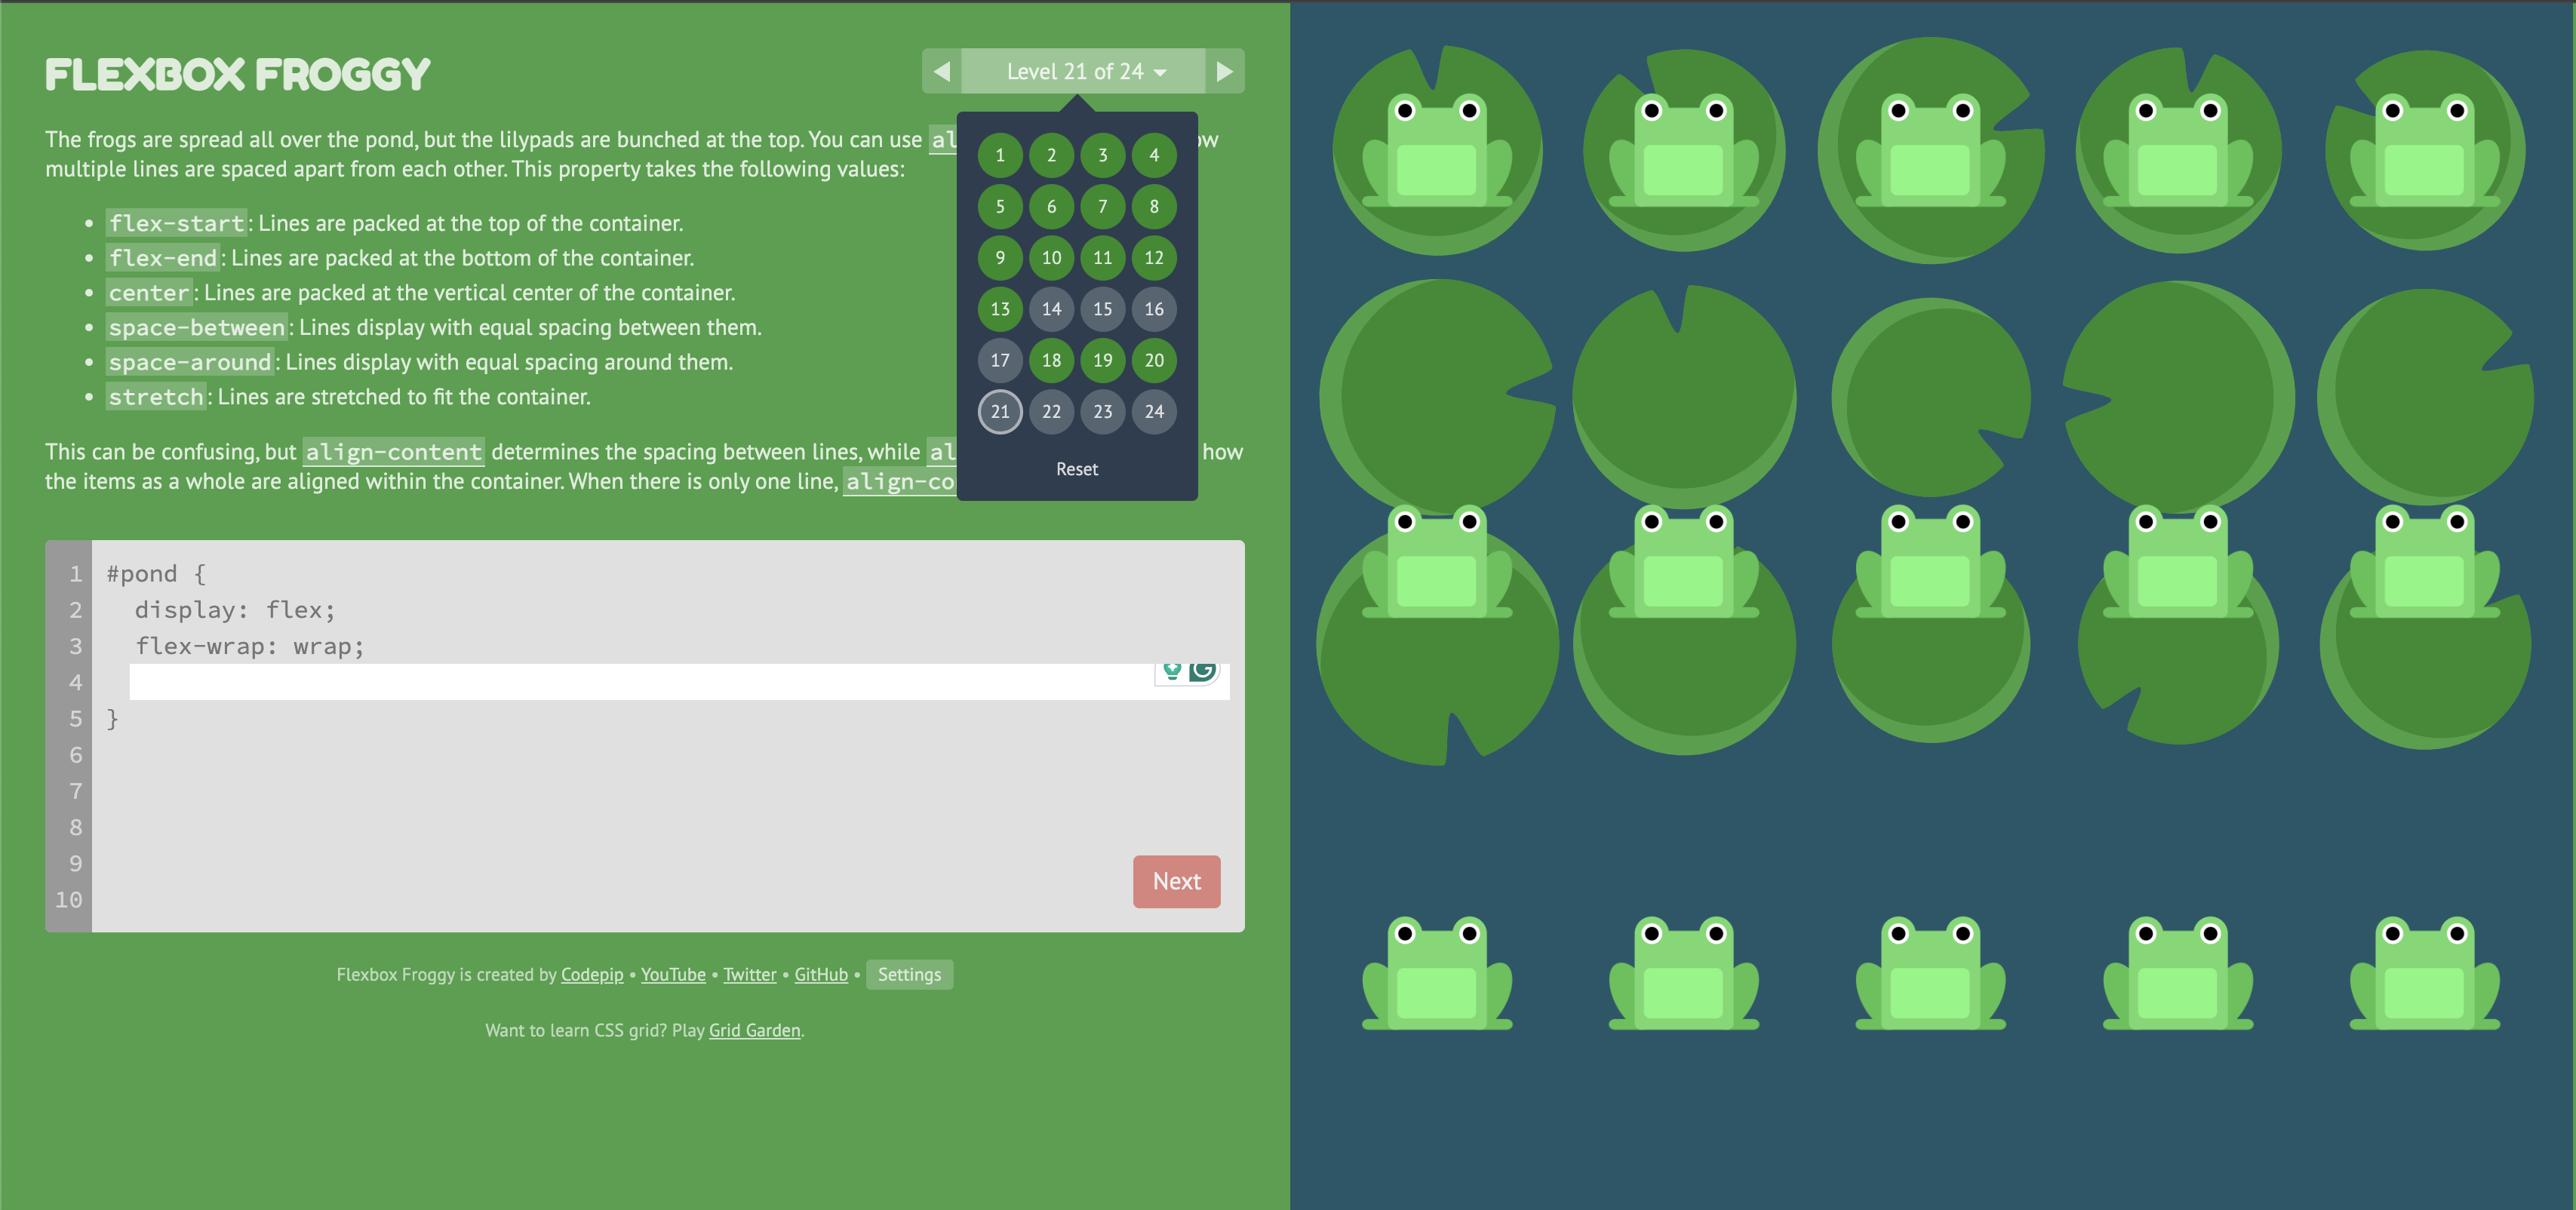 FLEXBOX FROGGY
Level 21 of 24
The frogs are spread all over the pond, but the lilypads are bunched at the top. You can use al ow
multiple lines are spaced apart from each other. This property takes the following values:
• flex-start: Lines are packed at the top of the container.
• flex-end: Lines are packed at the bottom of the container.
• center: Lines are packed at the vertical center of the container.
• space-between: Lines display with equal spacing between them.
• space-around: Lines display with equal spacing around them.
• stretch: Lines are stretched to fit the container.
This can be confusing, but align-content determines the spacing between lines, while al how
the items as a whole are aligned within the container. When there is only one line, align-co
1 2 3 4
5 6 7 8
9 10 11 12
13 14 15 16
17 18 19 20
21 22 23 24
Reset
1 #pond {
2 display: flex;
3 flex-wrap: wrap;
4
5 }
6
7
8
9
10
Next
Flexbox Froggy is created by Codepip • YouTube • Twitter • GitHub • Settings
Want to learn CSS grid? Play Grid Garden.